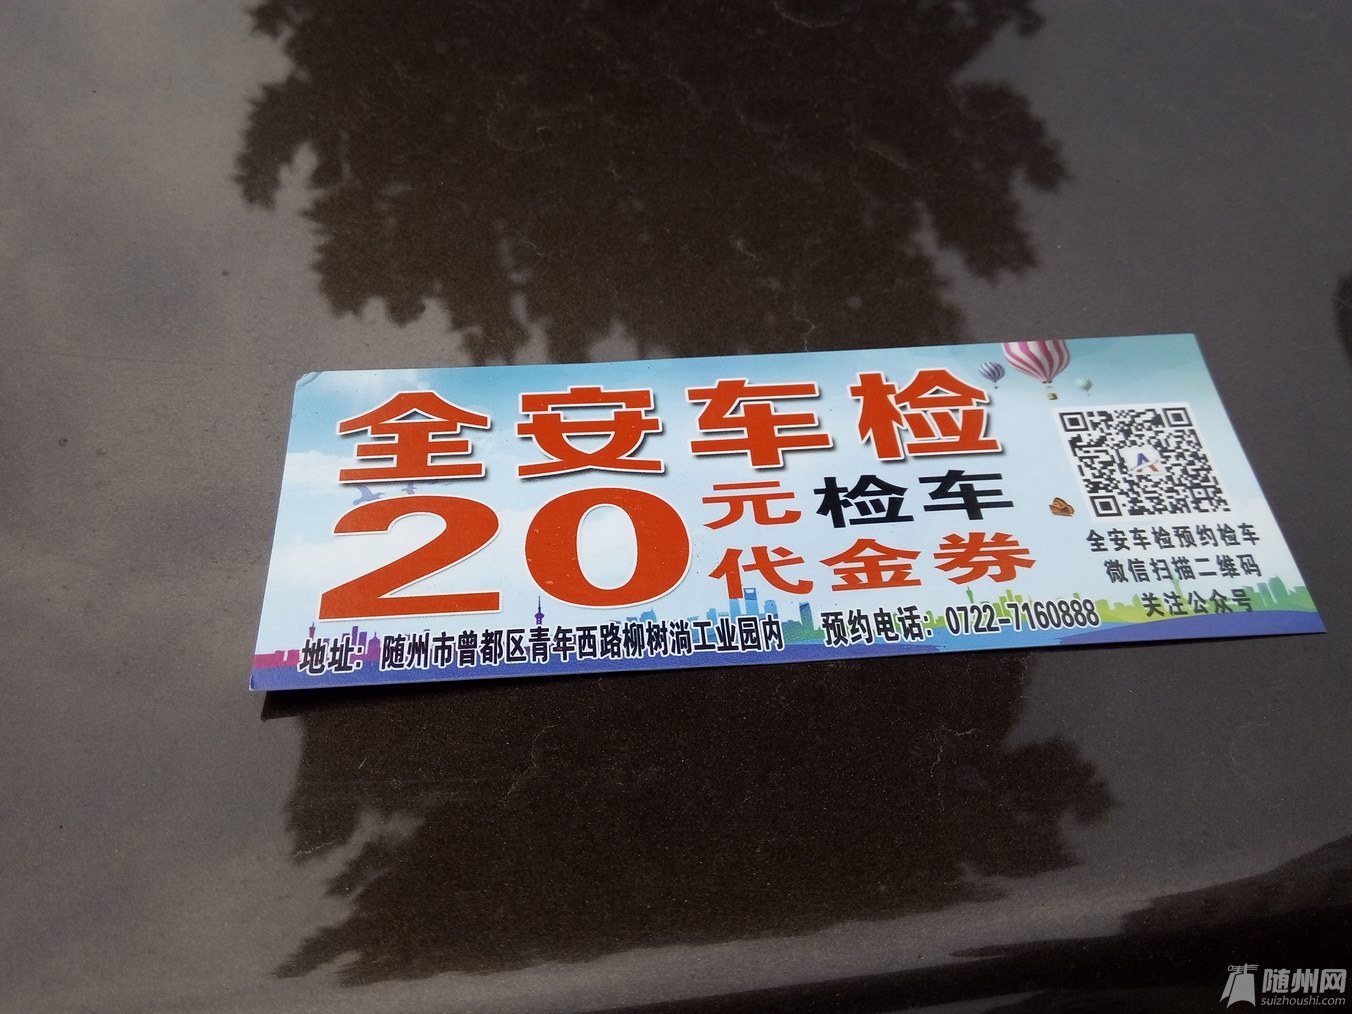 全安车检
20元检车
代金券
全安车检预约检车
微信扫描二维码
关注公众号
地址：随州市曾都区青年西路柳树淌工业园内 预约电话：0722-7160888
随州网
suizhoushi.com